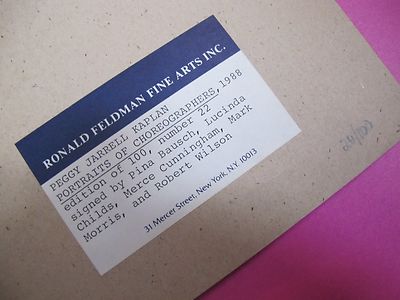 RONALD FELDMAN FINE ARTS INC.
PEGGY JARRELL KAPLAN
PORTRAITS OF CHOREOGRAPHERS, 1988
edition of 100, number 22
signed by Pina Bausch, Lucinda
Childs, Merce Cunningham, Mark
Morris, and Robert Wilson
31 Mercer Street, New York, N.Y. 10013